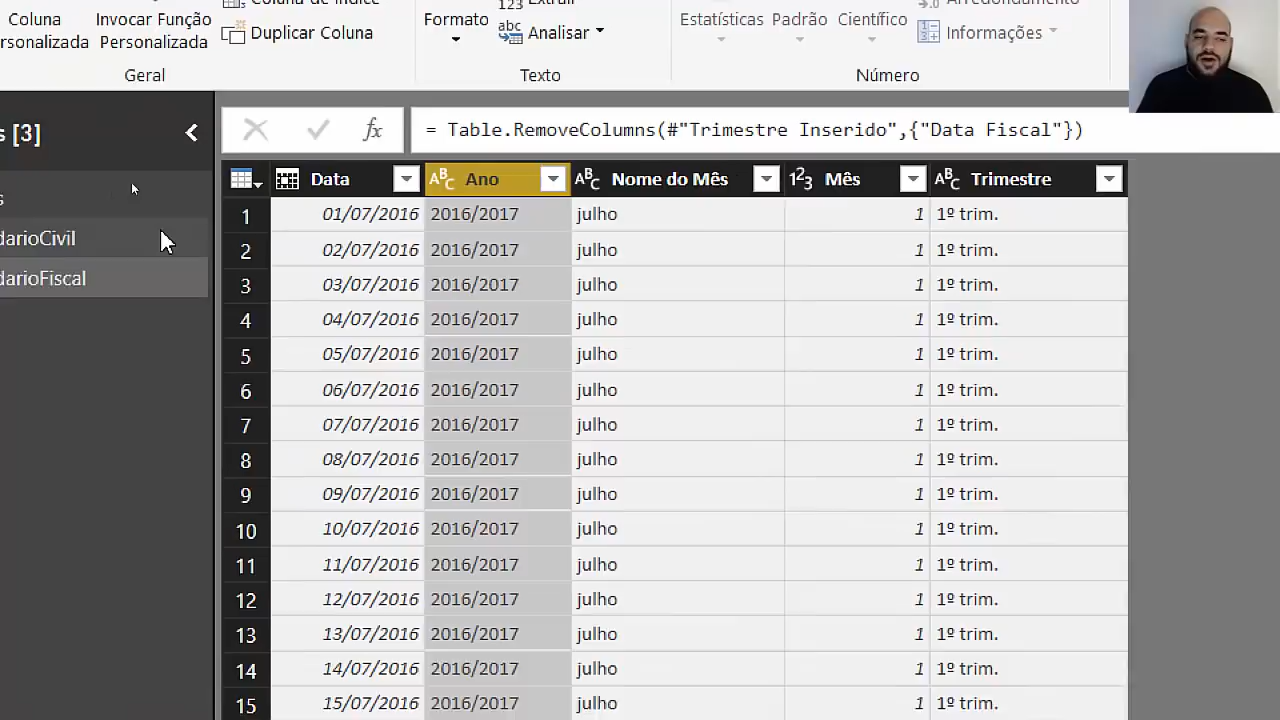 Coluna
Personalizada
Invocar Função
Personalizada
Duplicar Coluna
Geral
Formato
Extrair
Analisar
Texto
Estatísticas
Padrão
Científico
Arredondamento
Informações
Número
s [3]
= Table.RemoveColumns(#"Trimestre Inserido",{"Data Fiscal"})
s
darioCivil
darioFiscal
Data Ano Nome do Mês Mês Trimestre
1 01/07/2016 2016/2017 julho 1 1º trim.
2 02/07/2016 2016/2017 julho 1 1º trim.
3 03/07/2016 2016/2017 julho 1 1º trim.
4 04/07/2016 2016/2017 julho 1 1º trim.
5 05/07/2016 2016/2017 julho 1 1º trim.
6 06/07/2016 2016/2017 julho 1 1º trim.
7 07/07/2016 2016/2017 julho 1 1º trim.
8 08/07/2016 2016/2017 julho 1 1º trim.
9 09/07/2016 2016/2017 julho 1 1º trim.
10 10/07/2016 2016/2017 julho 1 1º trim.
11 11/07/2016 2016/2017 julho 1 1º trim.
12 12/07/2016 2016/2017 julho 1 1º trim.
13 13/07/2016 2016/2017 julho 1 1º trim.
14 14/07/2016 2016/2017 julho 1 1º trim.
15 15/07/2016 2016/2017 julho 1 1º trim.